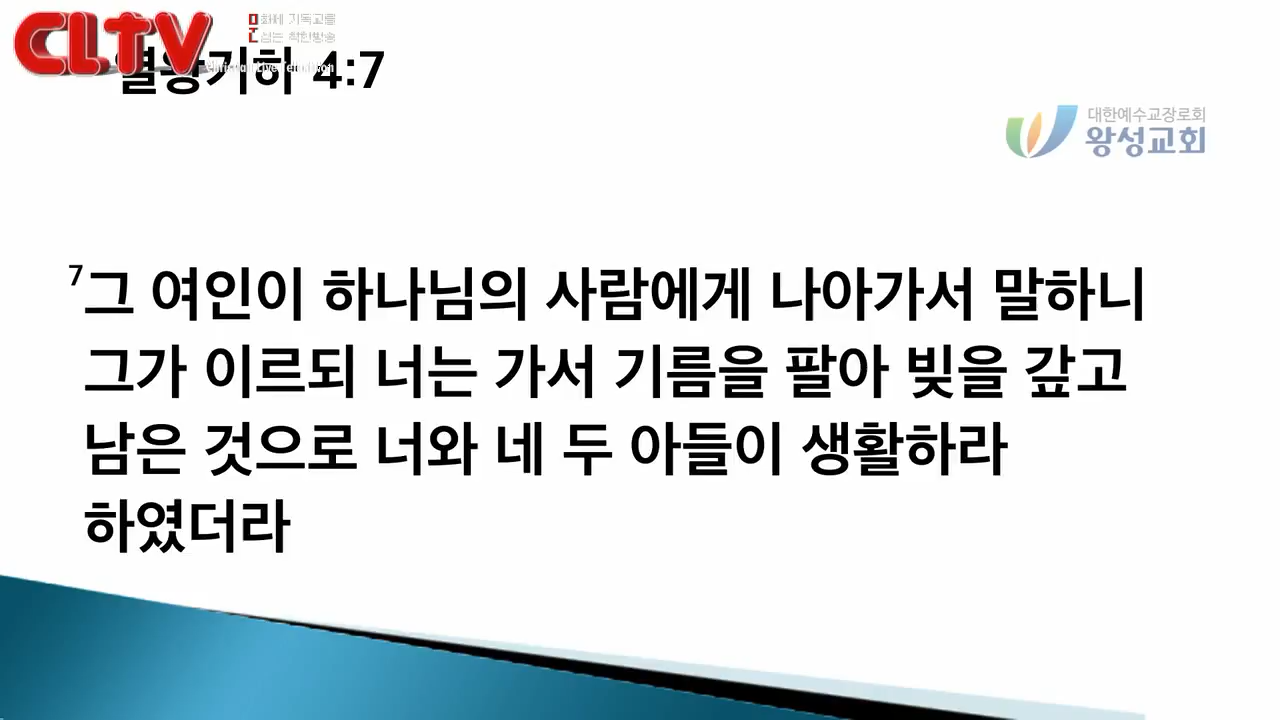 CLTV
열왕기하 4:7
대한예수교장로회
왕성교회
7그 여인이 하나님의 사람에게 나아가서 말하니
그가 이르되 너는 가서 기름을 팔아 빚을 갚고
남은 것으로 너와 네 두 아들이 생활하라
하였더라